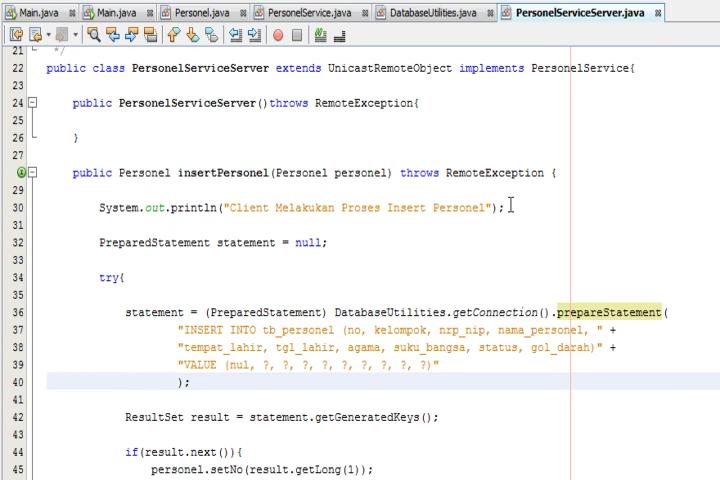 Main.java Main.java Personel.java PersonelService.java DatabaseUtilities.java PersonelServiceServer.java
21 */
22 public class PersonelServiceServer extends UnicastRemoteObject implements PersonelService{
23
24 public PersonelServiceServer()throws RemoteException{
25
26 }
27
public Personel insertPersonel(Personel personel) throws RemoteException {
29
30 System.out.println("Client Melakukan Proses Insert Personel");
31
32 PreparedStatement statement = null;
33
34 try{
35
36 statement = (PreparedStatement) DatabaseUtilities.getConnection().prepareStatement(
37 "INSERT INTO tb_personel (no, kelompok, nrp_nip, nama_personel, " +
38 "tempat_lahir, tgl_lahir, agama, suku_bangsa, status, gol_darah)" +
39 "VALUE (nul, ?, ?, ?, ?, ?, ?, ?, ?, ?)"
40 );
41
42 ResultSet result = statement.getGeneratedKeys();
43
44 if(result.next()){
45 personel.setNo(result.getLong(1));